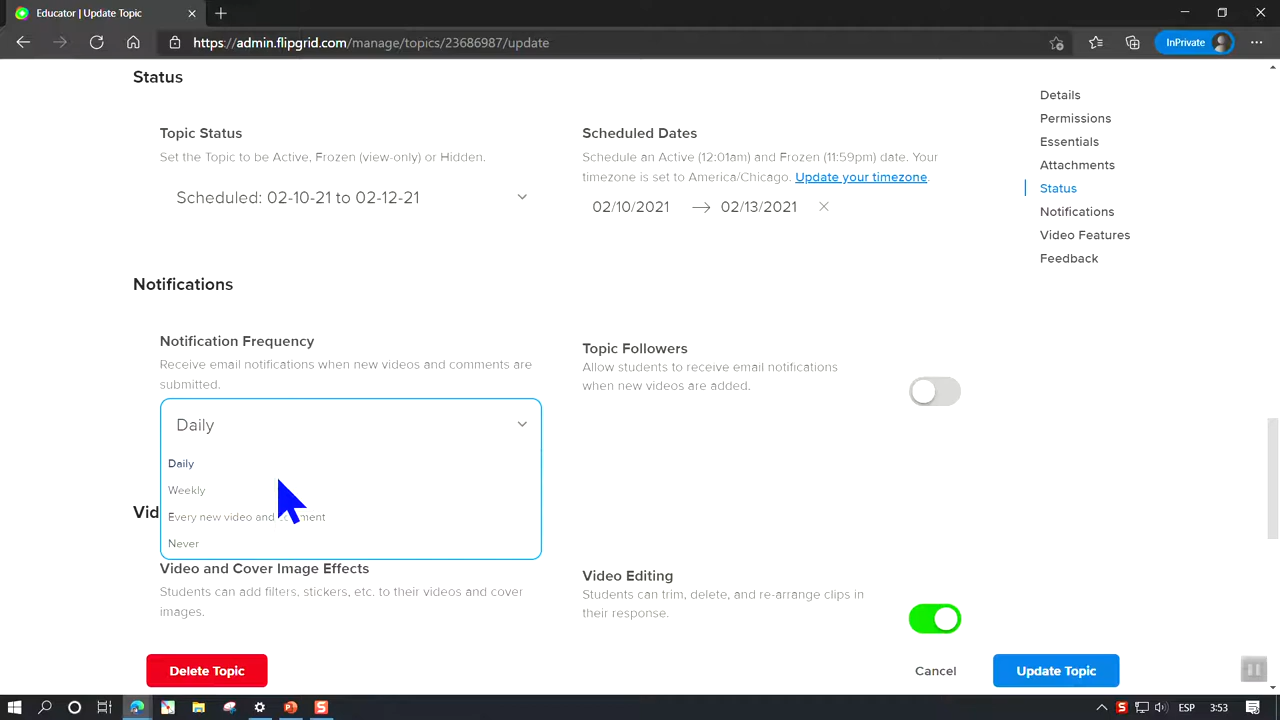 Educator | Update Topic
https://admin.flipgrid.com/manage/topics/23686987/update
InPrivate
Status
Topic Status
Set the Topic to be Active, Frozen (view-only) or Hidden.
Scheduled: 02-10-21 to 02-12-21
Scheduled Dates
Schedule an Active (12:01am) and Frozen (11:59pm) date. Your
timezone is set to America/Chicago. Update your timezone.
02/10/2021 → 02/13/2021
Details
Permissions
Essentials
Attachments
Status
Notifications
Video Features
Feedback
Notifications
Notification Frequency
Receive email notifications when new videos and comments are
submitted.
Daily
Daily
Weekly
Every new video and comment
Never
Topic Followers
Allow students to receive email notifications
when new videos are added.
Vid
Video and Cover Image Effects
Students can add filters, stickers, etc. to their videos and cover
images.
Video Editing
Students can trim, delete, and re-arrange clips in
their response.
Delete Topic
Cancel
Update Topic
ESP
3:53